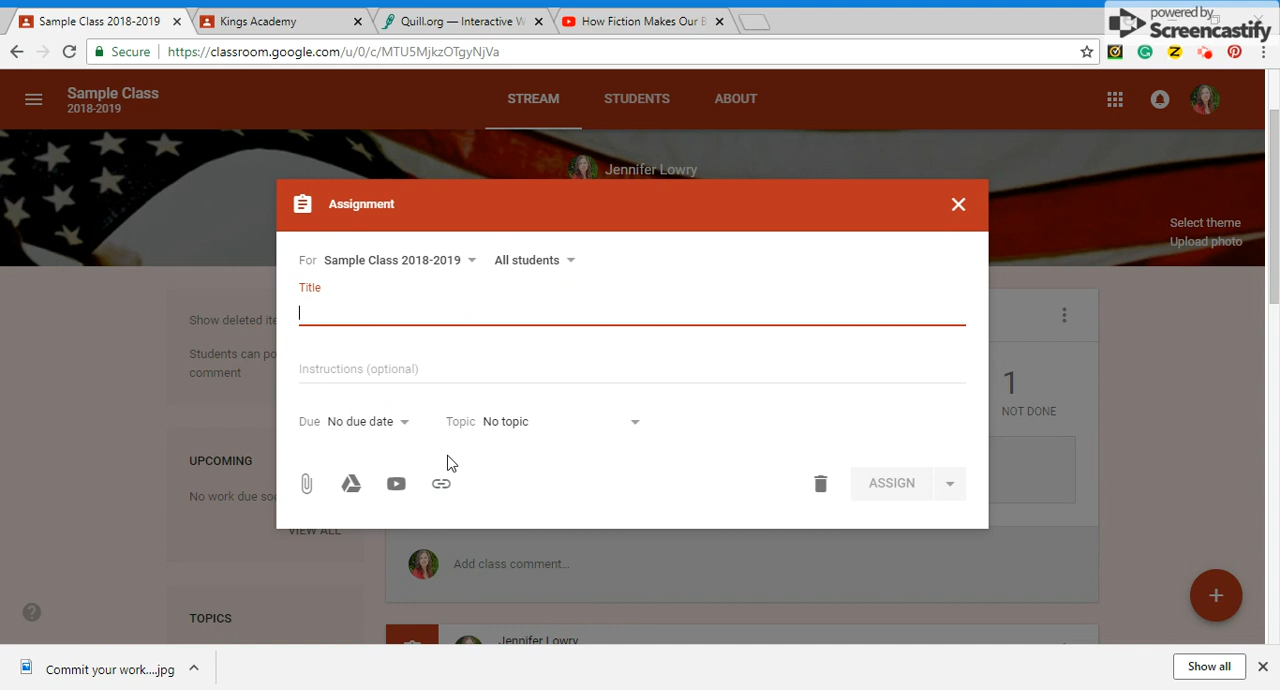 Sample Class 2018-2019
Kings Academy
Quill.org — Interactive W
How Fiction Makes Our B
powered by
Screencastify
Secure
https://classroom.google.com/u/0/c/MTU5MjkzOTgyNjVa
Sample Class
2018-2019
STREAM
STUDENTS
ABOUT
Jennifer Lowry
Select theme
Upload photo
Assignment
For Sample Class 2018-2019
All students
Title
Instructions (optional)
Due No due date
Topic No topic
ASSIGN
Show deleted ite
Students can po
comment
UPCOMING
No work due soo
VIEW ALL
TOPICS
1
NOT DONE
Add class comment...
Jennifer Lowry
Commit your work....jpg
Show all